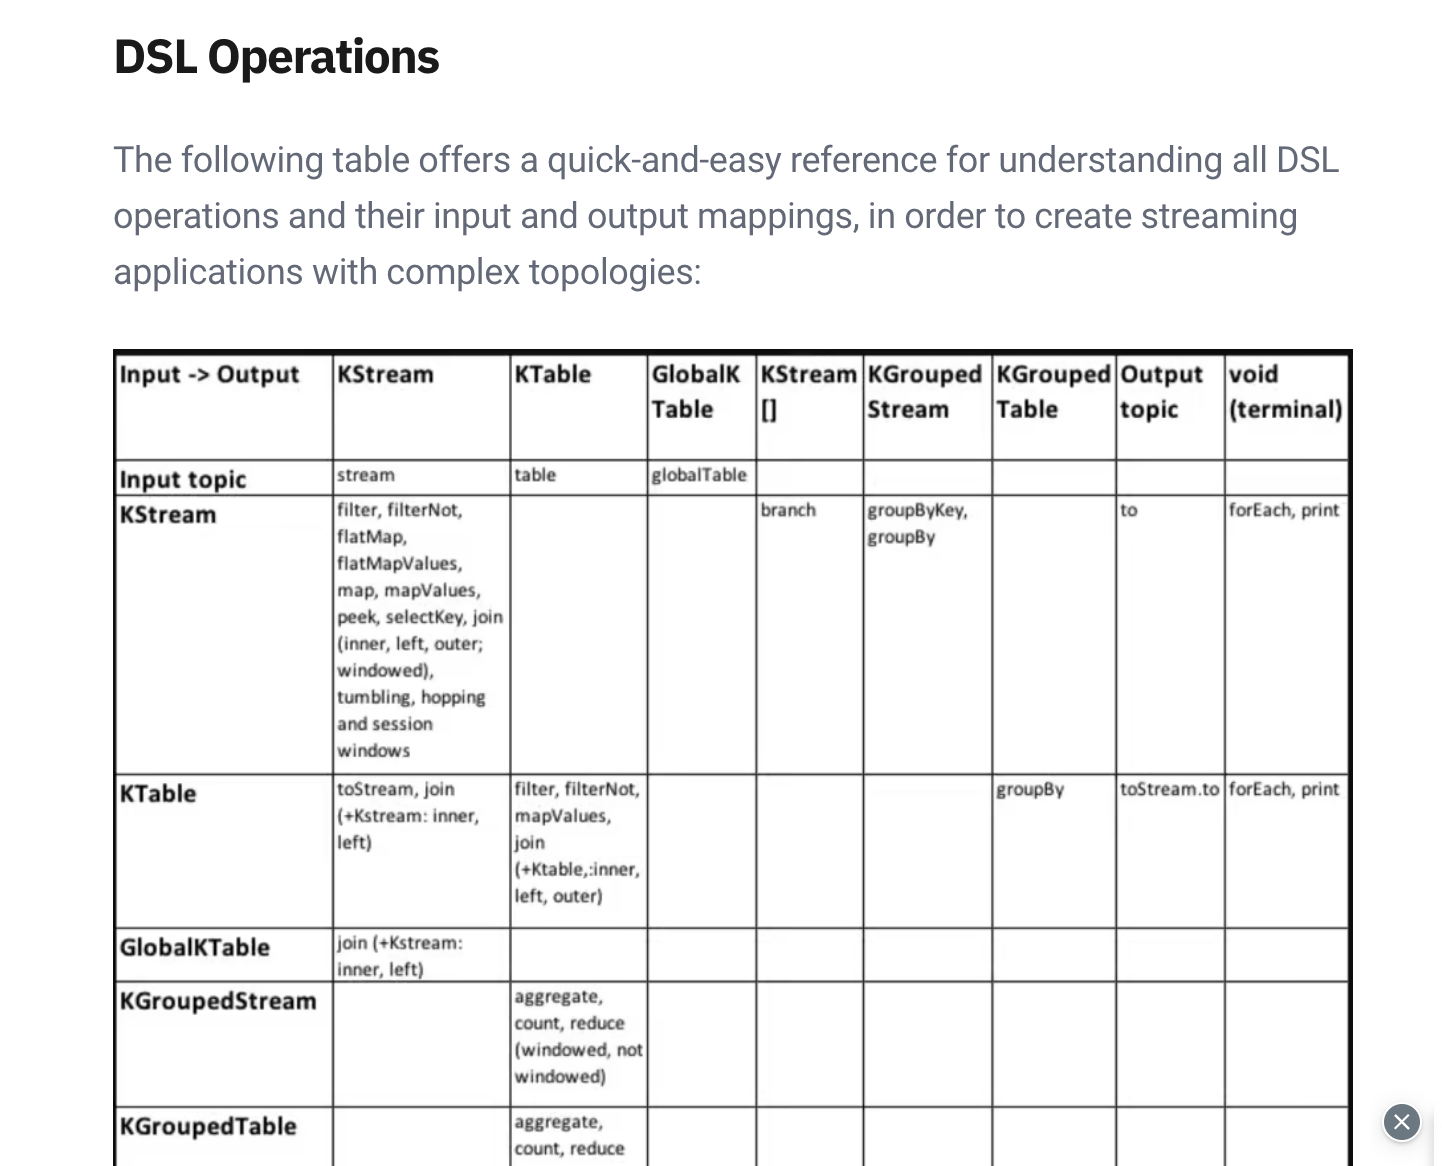 DSL Operations
The following table offers a quick-and-easy reference for understanding all DSL
operations and their input and output mappings, in order to create streaming
applications with complex topologies:
Input -> Output
KStream
KTable
GlobalK
Table
KStream
[]
KGrouped
Stream
KGrouped
Table
Output
topic
void
(terminal)
Input topic
stream
table
globalTable
KStream
filter, filterNot,
flatMap,
flatMapValues,
map, mapValues,
peek, selectKey, join
(inner, left, outer;
windowed),
tumbling, hopping
and session
windows
branch
groupByKey,
groupBy
to
forEach, print
KTable
toStream, join
(+Kstream: inner,
left)
filter, filterNot,
mapValues,
join
(+Ktable,:inner,
left, outer)
groupBy
toStream.to
forEach, print
GlobalKTable
join (+Kstream:
inner, left)
KGroupedStream
aggregate,
count, reduce
(windowed, not
windowed)
KGroupedTable
aggregate,
count, reduce